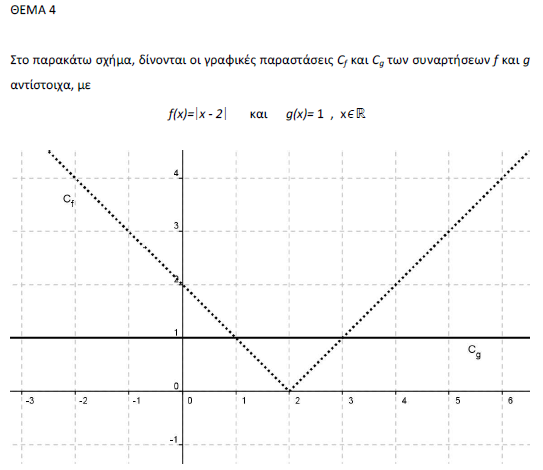 ΘΕΜΑ 4
Στο παρακάτω σχήμα, δίνονται οι γραφικές παραστάσεις Cf και Cg των συναρτήσεων f και g
αντίστοιχα, με
f(x)=|x - 2| και g(x)= 1 , x∈ℝ
4
Cf
3
2
1
Cg
0
-3 -2 -1 0 1 2 3 4 5 6
-1